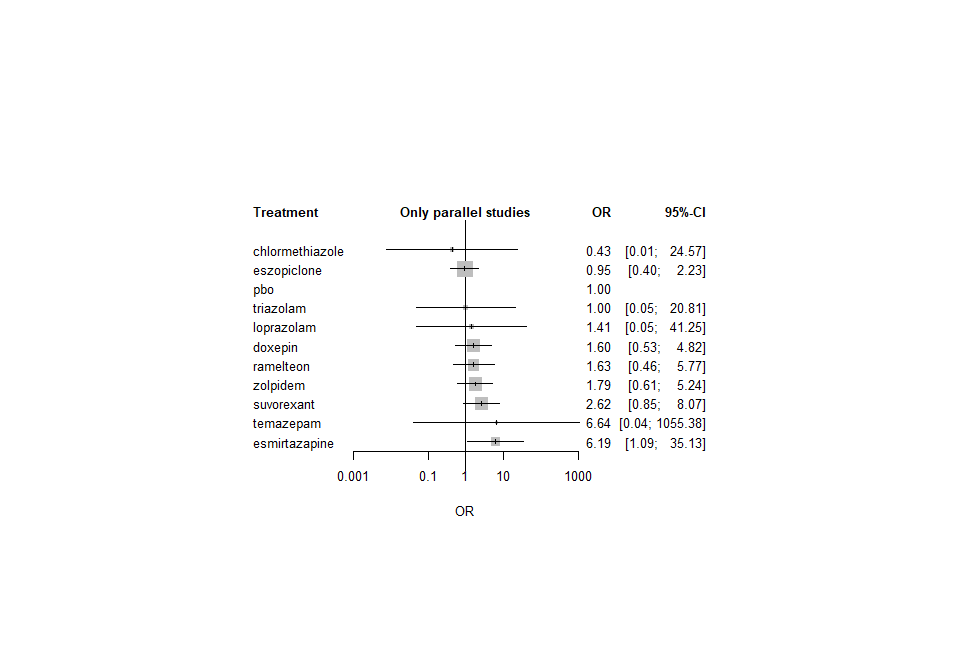 Treatment Only parallel studies OR 95%-CI
chlormethiazole 0.43 [0.01; 24.57]
eszopiclone 0.95 [0.40; 2.23]
pbo 1.00
triazolam 1.00 [0.05; 20.81]
loprazolam 1.41 [0.05; 41.25]
doxepin 1.60 [0.53; 4.82]
ramelteon 1.63 [0.46; 5.77]
zolpidem 1.79 [0.61; 5.24]
suvorexant 2.62 [0.85; 8.07]
temazepam 6.64 [0.04; 1055.38]
esmirtazapine 6.19 [1.09; 35.13]
0.001 0.1 1 10 1000
OR